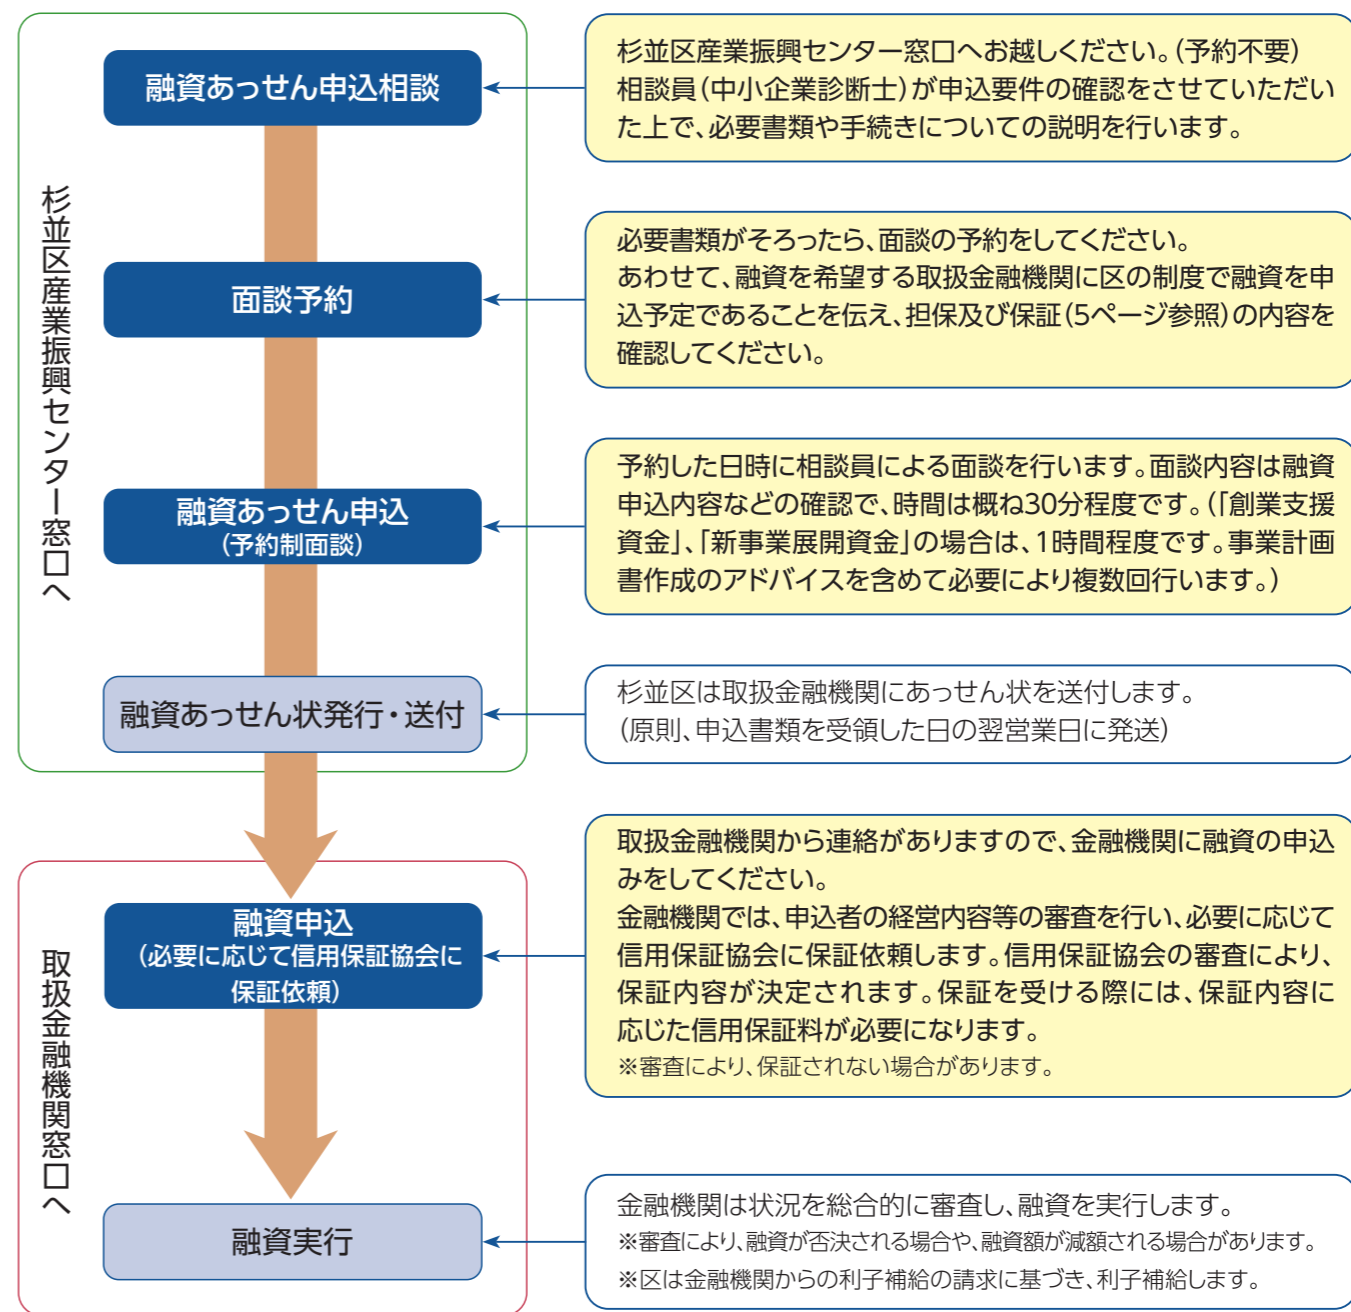 杉並区産業振興センター窓口へ
融資あっせん申込相談
杉並区産業振興センター窓口へお越しください。(予約不要)
相談員(中小企業診断士)が申込要件の確認をさせていただい
た上で、必要書類や手続きについての説明を行います。
面談予約
必要書類がそろったら、面談の予約をしてください。
あわせて、融資を希望する取扱金融機関に区の制度で融資を申
込予定であることを伝え、担保及び保証(5ページ参照)の内容を
確認してください。
融資あっせん申込
(予約制面談)
予約した日時に相談員による面談を行います。面談内容は融資
申込内容などの確認で、時間は概ね30分程度です。(「創業支援
資金」、「新事業展開資金」の場合は、1時間程度です。事業計画
書作成のアドバイスを含めて必要により複数回行います。)
融資あっせん状発行・送付
杉並区は取扱金融機関にあっせん状を送付します。
(原則、申込書類を受領した日の翌営業日に発送)
取扱金融機関窓口へ
融資申込
(必要に応じて信用保証協会に
保証依頼)
取扱金融機関から連絡がありますので、金融機関に融資の申込
みをしてください。
金融機関では、申込者の経営内容等の審査を行い、必要に応じて
信用保証協会に保証依頼します。信用保証協会の審査により、
保証内容が決定されます。保証を受ける際には、保証内容に
応じた信用保証料が必要になります。
※審査により、保証されない場合があります。
融資実行
金融機関は状況を総合的に審査し、融資を実行します。
※審査により、融資が否決される場合や、融資額が減額される場合があります。
※区は金融機関からの利子補給の請求に基づき、利子補給します。